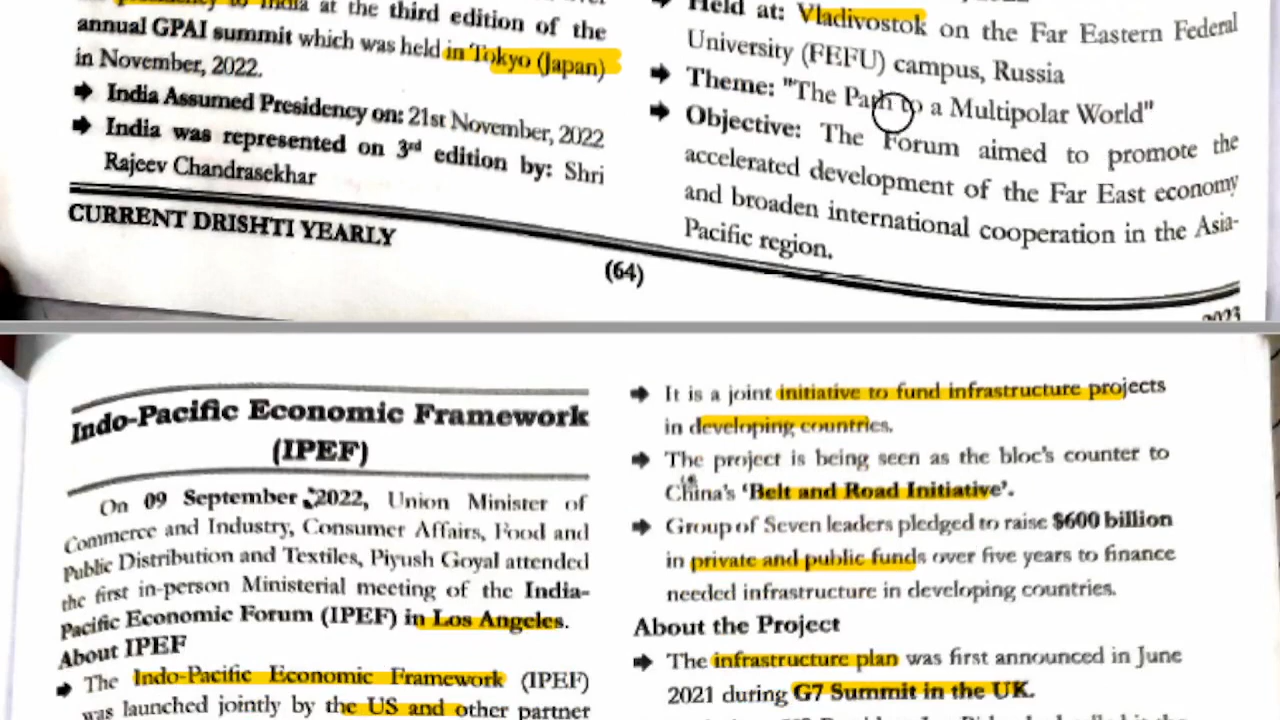 presidency to India at the third edition of the
annual GPAI summit which was held in Tokyo (Japan)
in November, 2022.
➔ India Assumed Presidency on: 21st November, 2022
➔ India was represented on 3rd edition by: Shri
Rajeev Chandrasekhar
➔ Held at: Vladivostok on the Far Eastern Federal
University (FEFU) campus, Russia
➔ Theme: "The Path to a Multipolar World"
➔ Objective: The Forum aimed to promote the
accelerated development of the Far East economy
and broaden international cooperation in the Asia-
Pacific region.
CURRENT DRISHTI YEARLY
(64)
2023
Indo-Pacific Economic Framework
(IPEF)
On 09 September 2022, Union Minister of
Commerce and Industry, Consumer Affairs, Food and
Public Distribution and Textiles, Piyush Goyal attended
the first in-person Ministerial meeting of the India-
Pacific Economic Forum (IPEF) in Los Angeles.
About IPEF
➔ The Indo-Pacific Economic Framework (IPEF)
was launched jointly by the US and other partner
➔ It is a joint initiative to fund infrastructure projects
in developing countries.
➔ The project is being seen as the bloc's counter to
China's 'Belt and Road Initiative'.
➔ Group of Seven leaders pledged to raise $600 billion
in private and public funds over five years to finance
needed infrastructure in developing countries.
About the Project
➔ The infrastructure plan was first announced in June
2021 during G7 Summit in the UK.